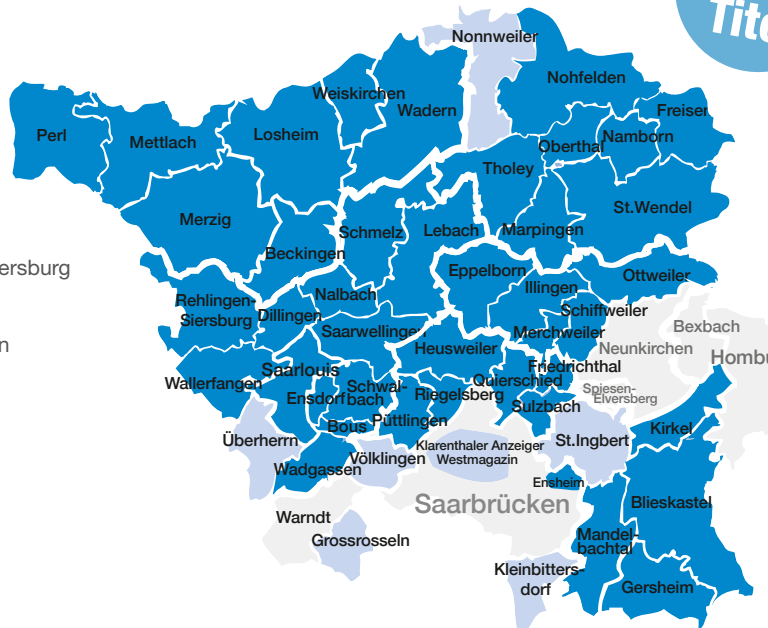 Tite
Nonnweiler
Nohfelden
Weiskirchen
Wadern
Freisen
Perl
Mettlach
Losheim
Oberthal
Namborn
Tholey
Merzig
St.Wendel
Schmelz
Lebach
Marpingen
Beckingen
ersburg
Eppelborn
Ottweiler
Illingen
Nalbach
Rehlingen-
Siersburg
Dillingen
Schiffweiler
Saarwellingen
Merchweiler
Bexbach
n
Heusweiler
Neunkirchen
Hombu
Friedrichthal
Saarlouis
Wallerfangen
Quierschied
Schwal-
bach
Ensdorf
Riegelsberg
Spiesen-
Elversberg
Sulzbach
Bous
Püttlingen
Kirkel
Überherrn
St.Ingbert
Klarenthaler Anzeiger
Westmagazin
Völklingen
Wadgassen
Ensheim
Saarbrücken
Blieskastel
Warndt
Mandel-
bachtal
Grossrosseln
Kleinbitters-
dorf
Gersheim